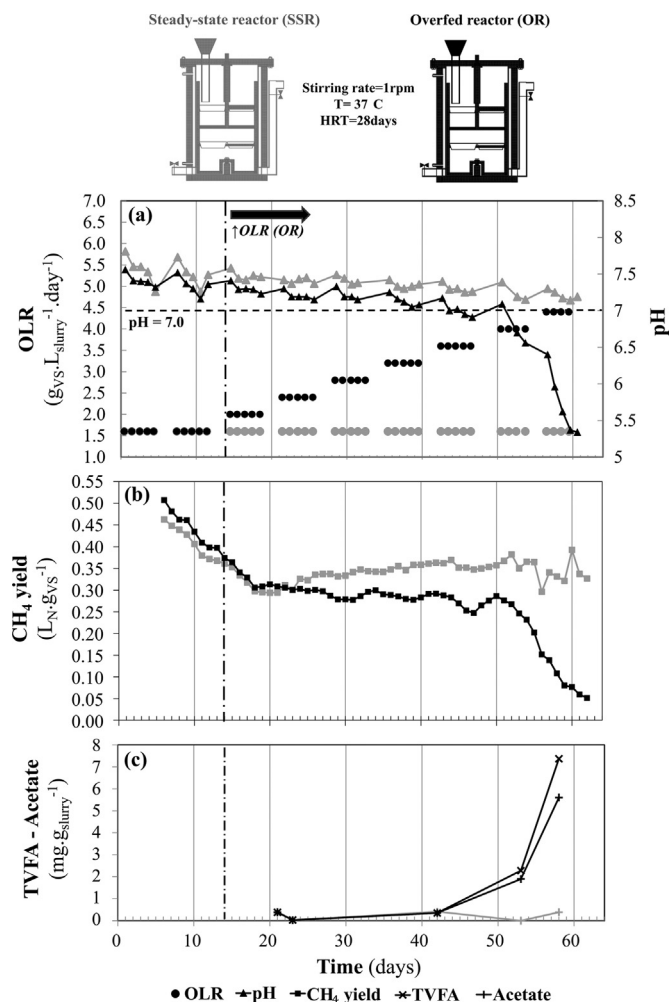 Steady-state reactor (SSR)
Overfed reactor (OR)
Stirring rate=1rpm
T= 37 C
HRT=28days
(a)
↑OLR (OR)
pH = 7.0
OLR
(gVS.Lslurry⁻¹.day⁻¹)
7.0
6.5
6.0
5.5
5.0
4.5
4.0
3.5
3.0
2.5
2.0
1.5
1.0
8.5
8
7.5
7
6.5
6
5.5
5
pH
(b)
CH₄ yield
(LN.gVS⁻¹)
0.55
0.50
0.45
0.40
0.35
0.30
0.25
0.20
0.15
0.10
0.05
0.00
(c)
TVFA - Acetate
(mg.gslurry⁻¹)
8
7
6
5
4
3
2
1
0
0 10 20 30 40 50 60
Time (days)
● OLR ▲ pH ■ CH₄ yield × TVFA + Acetate